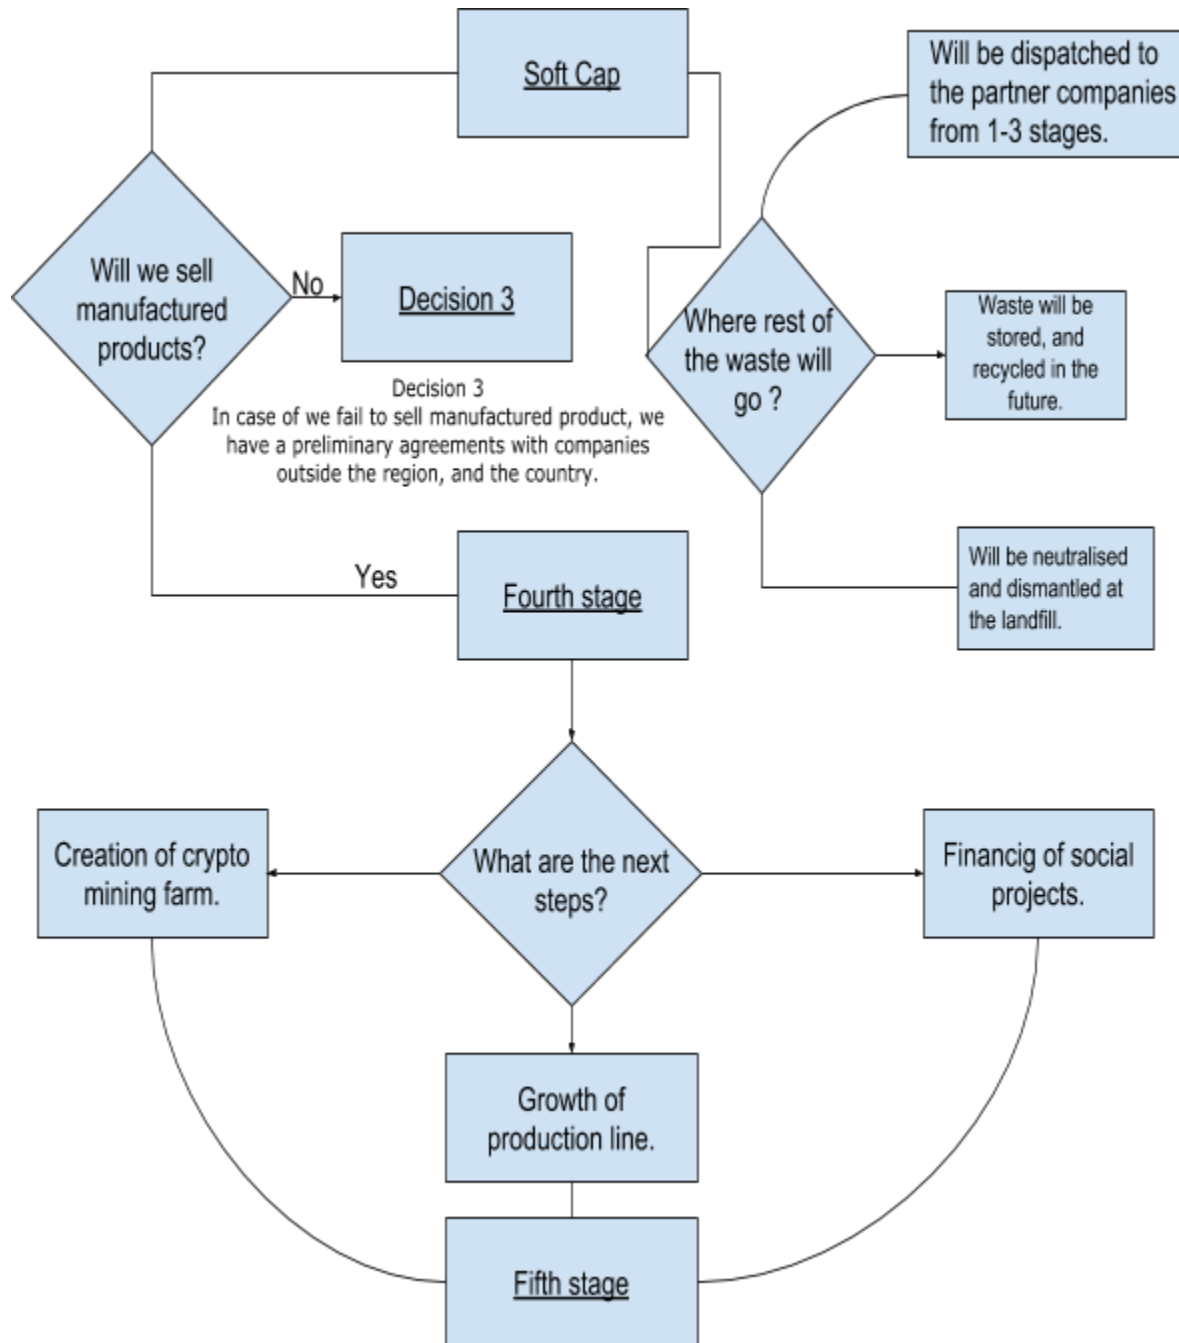 Soft Cap
Will be dispatched to
the partner companies
from 1-3 stages.
Will we sell
manufactured
products?
No
Decision 3
Decision 3
In case of we fail to sell manufactured product, we
have a preliminary agreements with companies
outside the region, and the country.
Where rest of
the waste will
go ?
Waste will be
stored, and
recycled in the
future.
Yes
Fourth stage
Will be neutralised
and dismantled at
the landfill.
What are the next
steps?
Creation of crypto
mining farm.
Financig of social
projects.
Growth of
production line.
Fifth stage